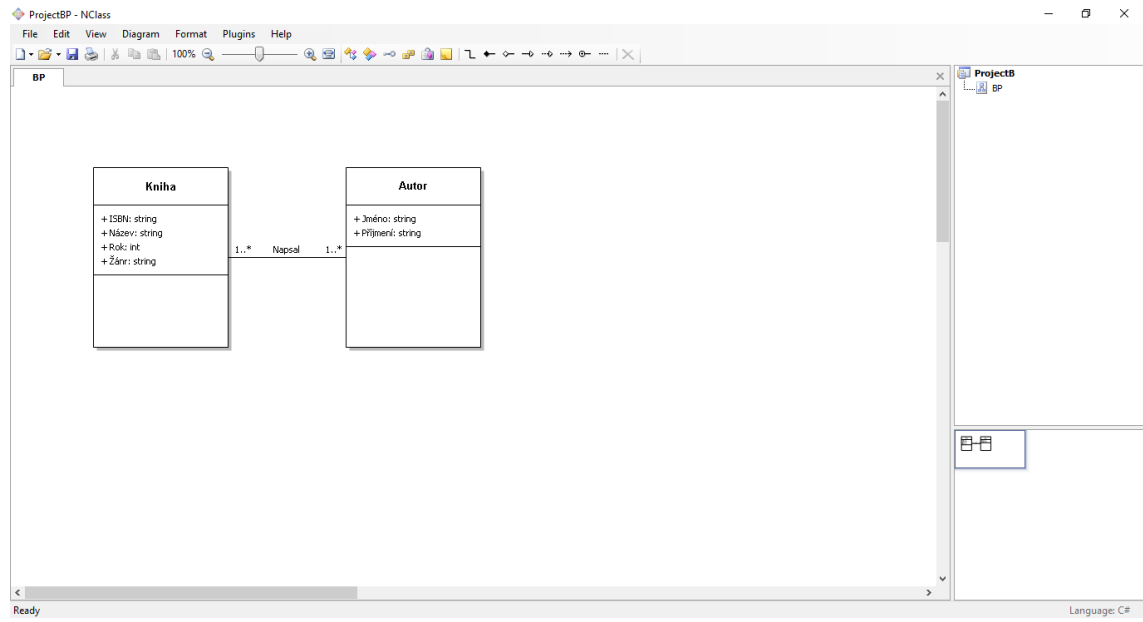 ProjectBP - NClass
File Edit View Diagram Format Plugins Help
100%
BP
ProjectB
BP
Kniha
+ ISBN: string
+ Název: string
+ Rok: int
+ Žánr: string
1..* Napsal 1..*
Autor
+ Jméno: string
+ Příjmení: string
Ready
Language: C#